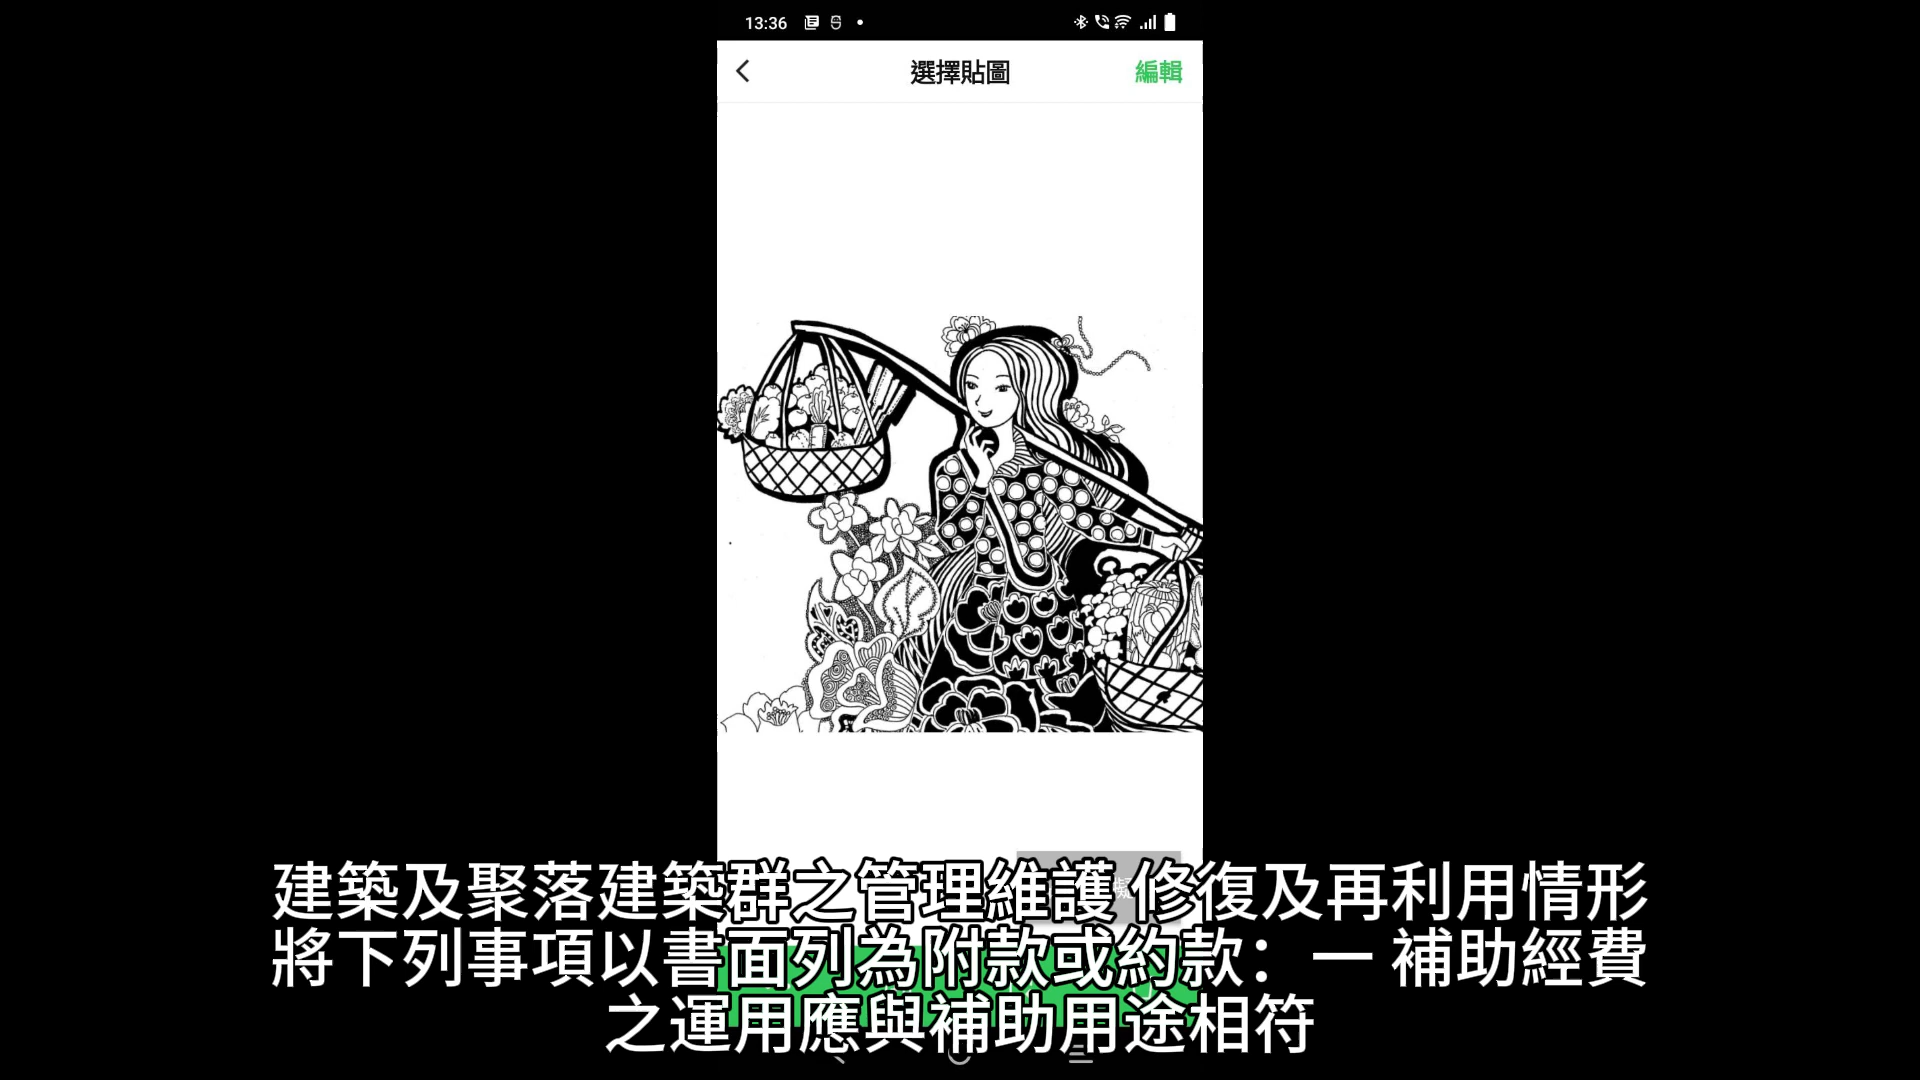 13:36
選擇貼圖
編輯
建築及聚落建築群之管理維護 修復及再利用情形
將下列事項以書面列為附款或約款：一 補助經費
之運用應與補助用途相符